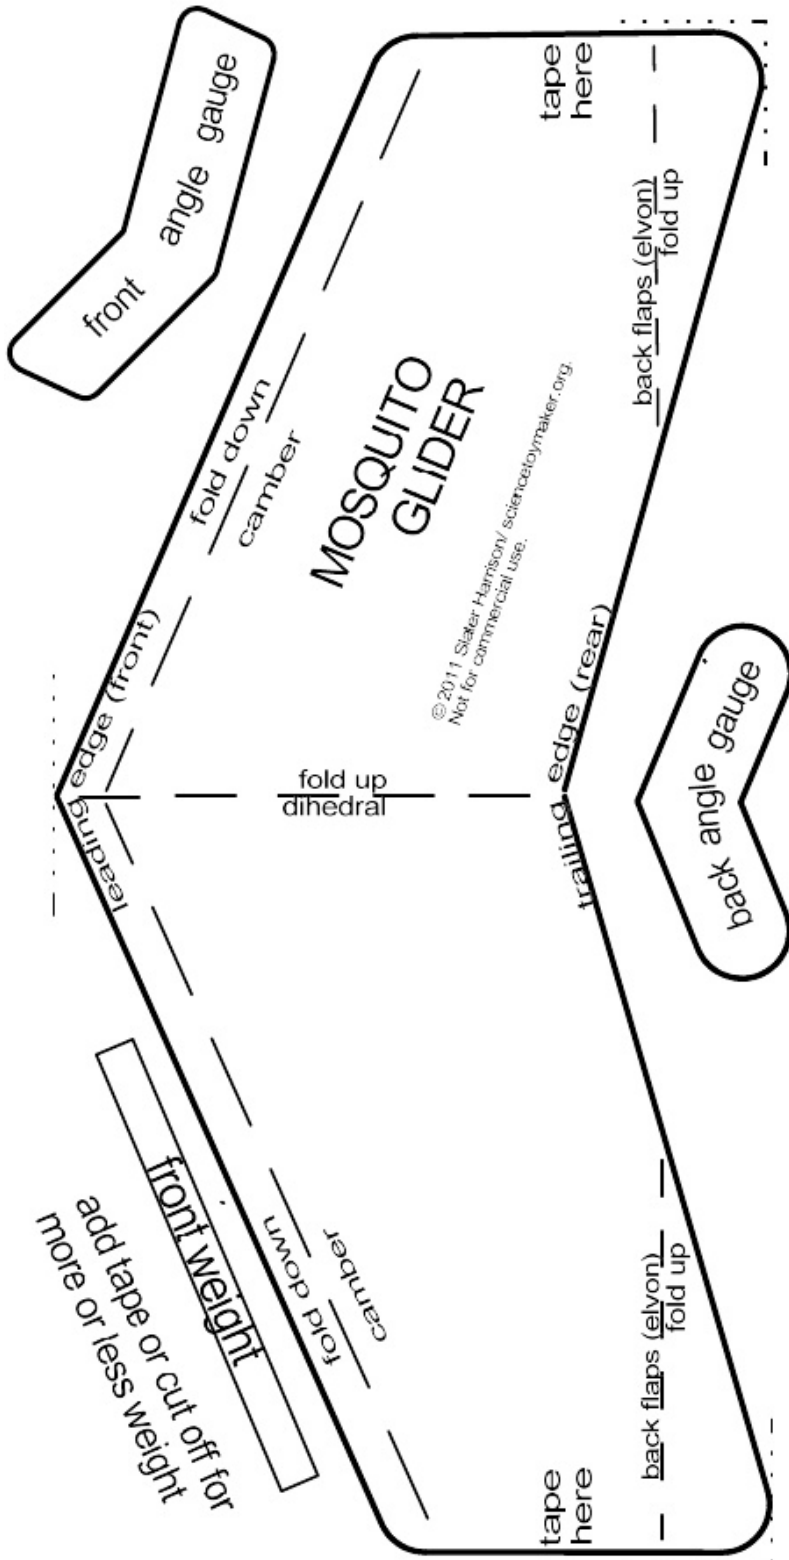 front angle gauge
tape
here
back flaps (elvon)
fold up
fold down
camber
MOSQUITO
GLIDER
© 2011 Slater Harrison/ sciencetoymaker.org.
Not for commercial use.
leading edge (front)
fold up
dihedral
trailing edge (rear)
back angle gauge
front weight
add tape or cut off for
more or less weight
fold down
camber
back flaps (elvon)
fold up
tape
here